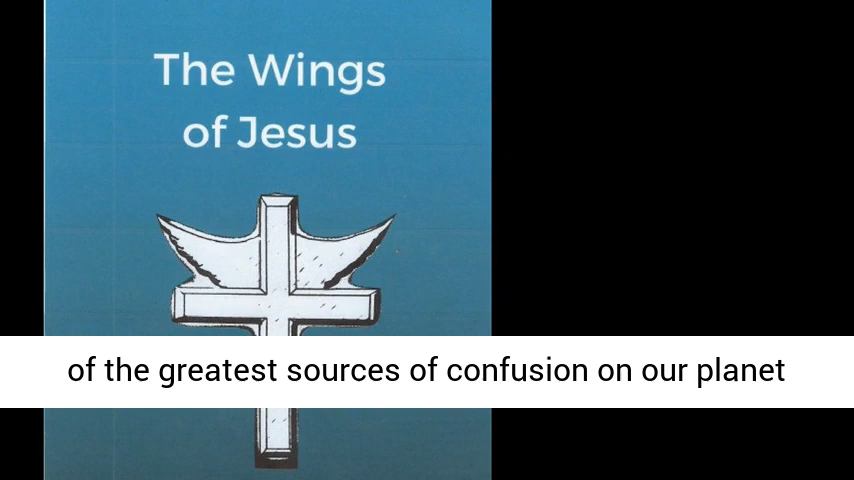 The Wings
of Jesus
of the greatest sources of confusion on our planet